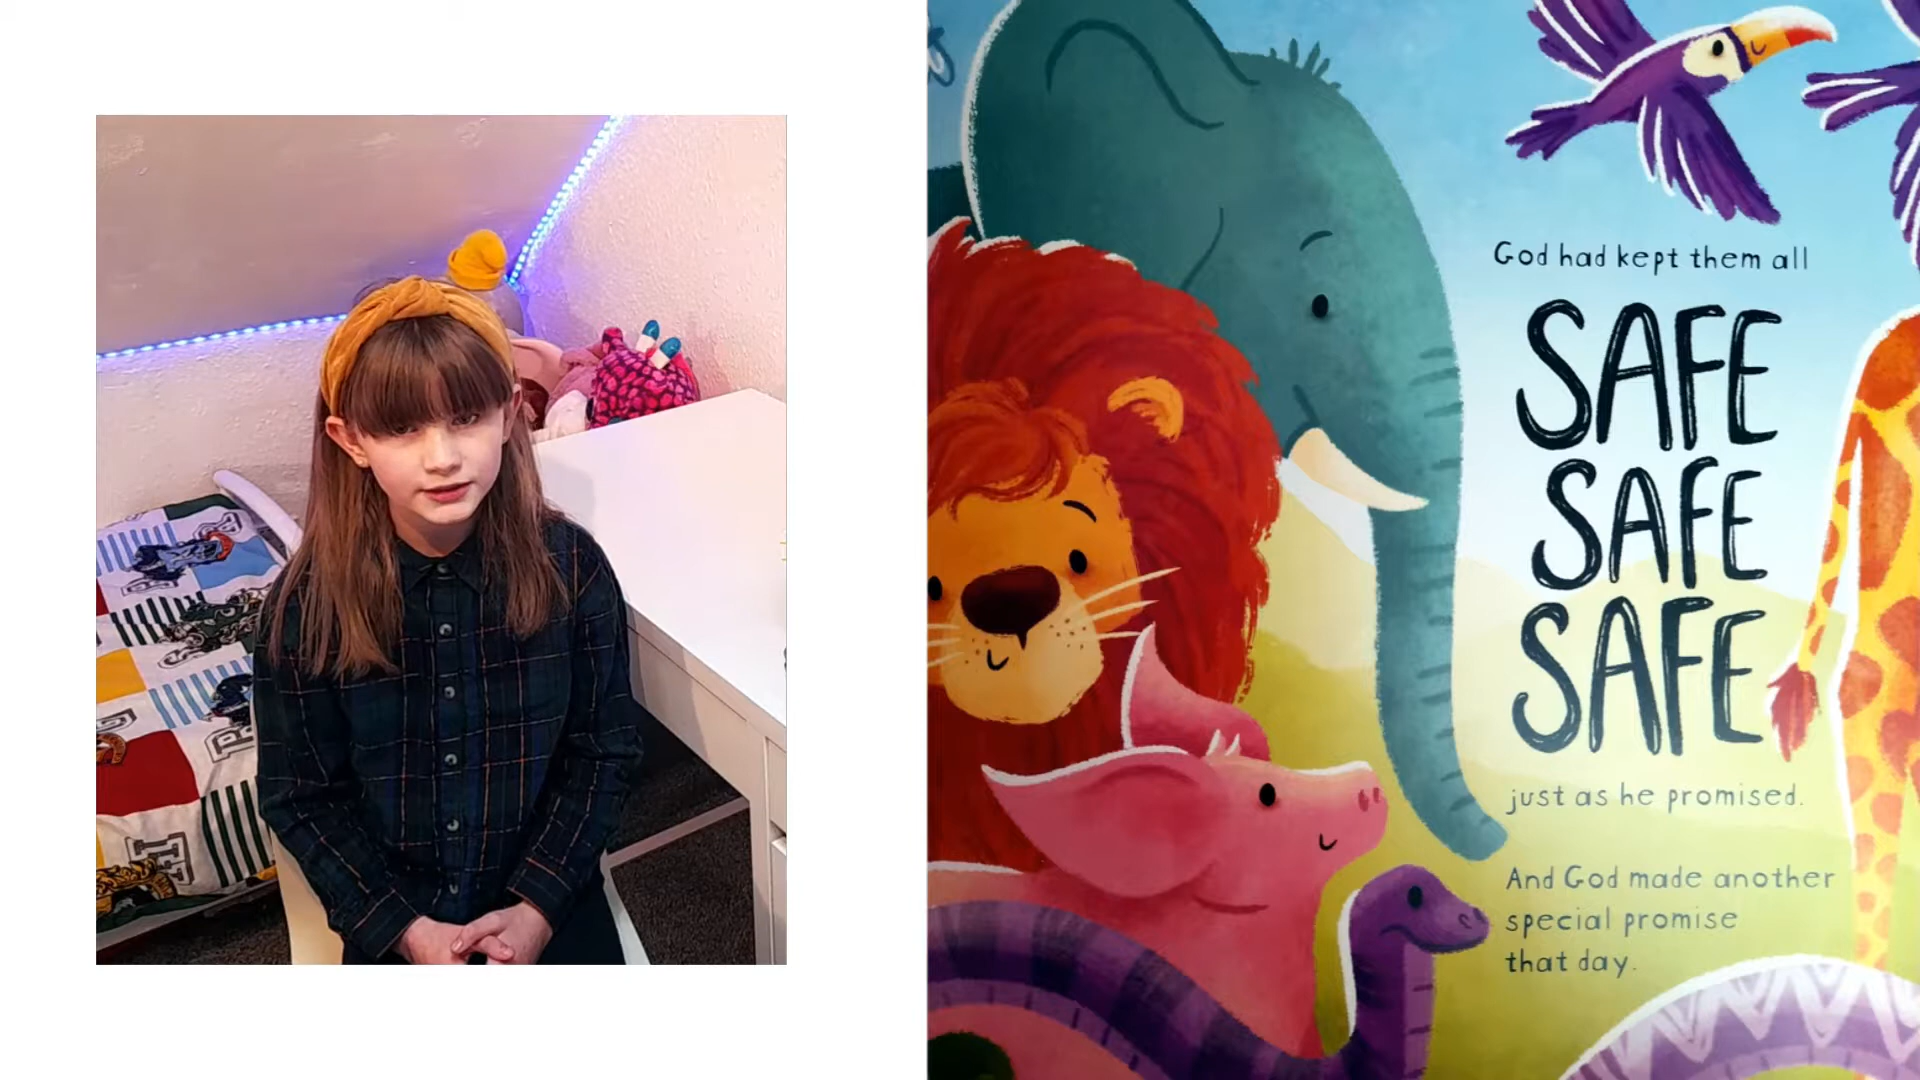 God had kept them all
SAFE
SAFE
SAFE
just as he promised.
And God made another
special promise
that day.